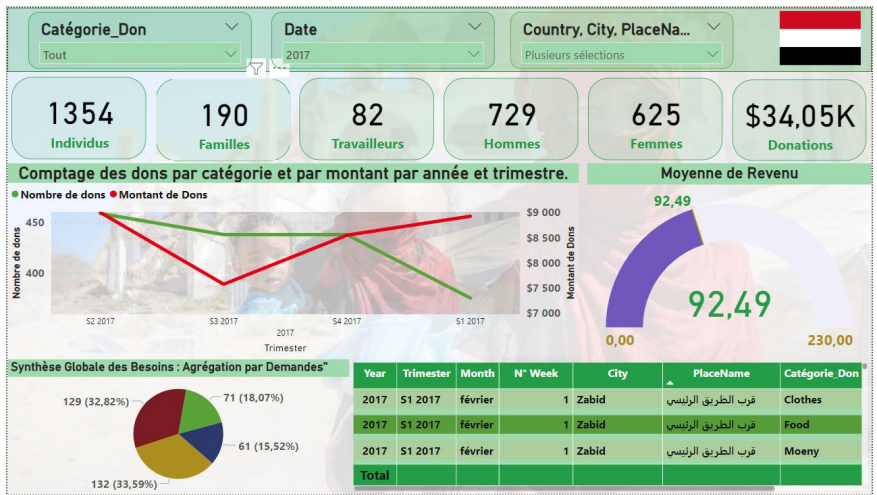 Catégorie_Don
Tout
Date
2017
Country, City, PlaceNa...
Plusieurs sélections
1354
Individus
190
Familles
82
Travailleurs
729
Hommes
625
Femmes
$34,05K
Donations
Comptage des dons par catégorie et par montant par année et trimestre.
Nombre de dons Montant de Dons
450
400
Nombre de dons
$9 000
$8 500
$8 000
$7 500
$7 000
Montant de Dons
S2 2017 S3 2017 S4 2017 S1 2017
2017
Trimester
Moyenne de Revenu
92,49
92,49
0,00 230,00
Synthèse Globale des Besoins : Agrégation par Demandes"
129 (32,82%)
71 (18,07%)
61 (15,52%)
132 (33,59%)
Year Trimester Month N° Week City PlaceName Catégorie_Don
2017 S1 2017 février 1 Zabid قرب الطريق الرئيسي Clothes
2017 S1 2017 février 1 Zabid قرب الطريق الرئيسي Food
2017 S1 2017 février 1 Zabid قرب الطريق الرئيسي Moeny
Total